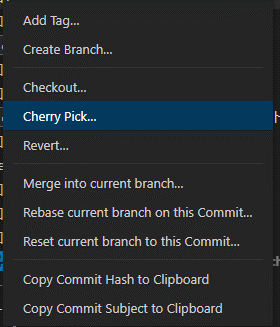 Add Tag...
Create Branch...
Checkout...
Cherry Pick...
Revert...
Merge into current branch...
Rebase current branch on this Commit...
Reset current branch to this Commit...
Copy Commit Hash to Clipboard
Copy Commit Subject to Clipboard